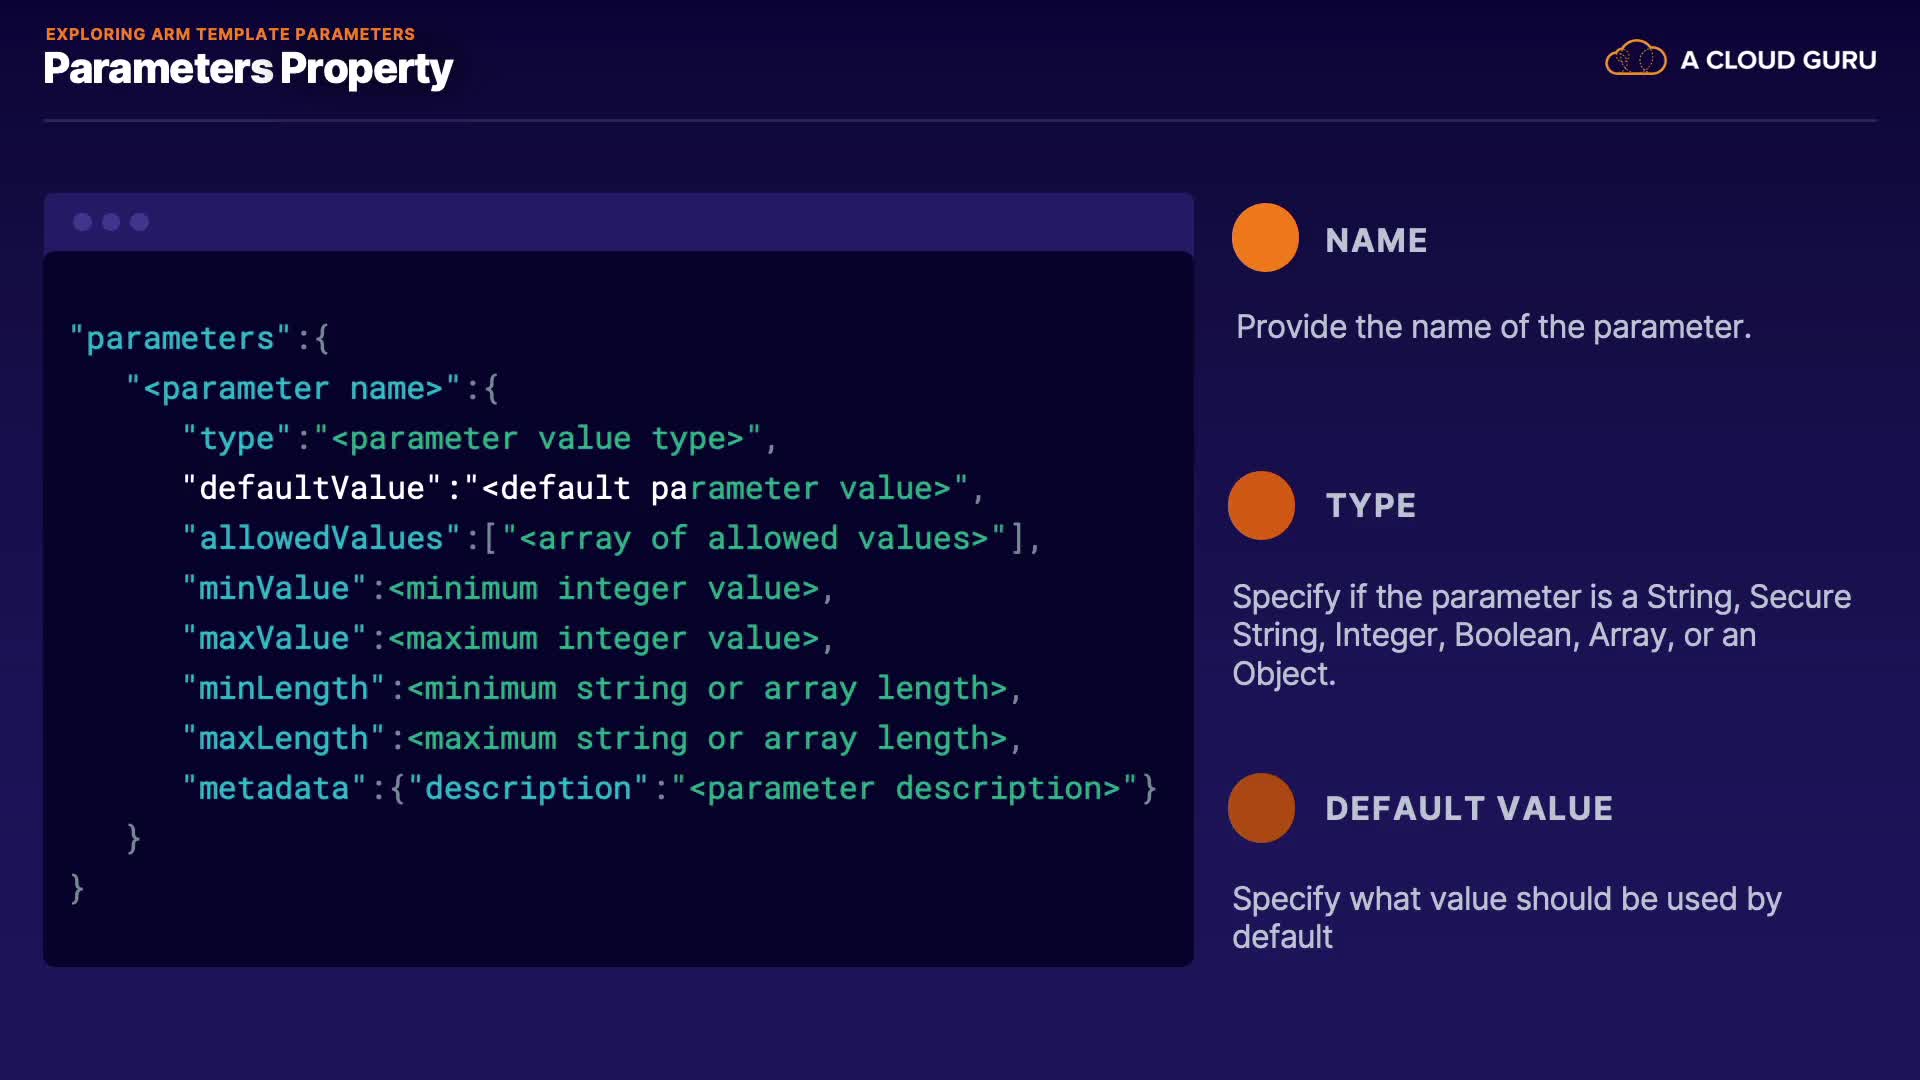 EXPLORING ARM TEMPLATE PARAMETERS
Parameters Property
A CLOUD GURU
"parameters":{
"<parameter name>":{
"type":"<parameter value type>",
"defaultValue":"<default parameter value>",
"allowedValues":["<array of allowed values>"],
"minValue":<minimum integer value>,
"maxValue":<maximum integer value>,
"minLength":<minimum string or array length>,
"maxLength":<maximum string or array length>,
"metadata":{"description":"<parameter description>"}
}
}
NAME
Provide the name of the parameter.
TYPE
Specify if the parameter is a String, Secure
String, Integer, Boolean, Array, or an
Object.
DEFAULT VALUE
Specify what value should be used by
default